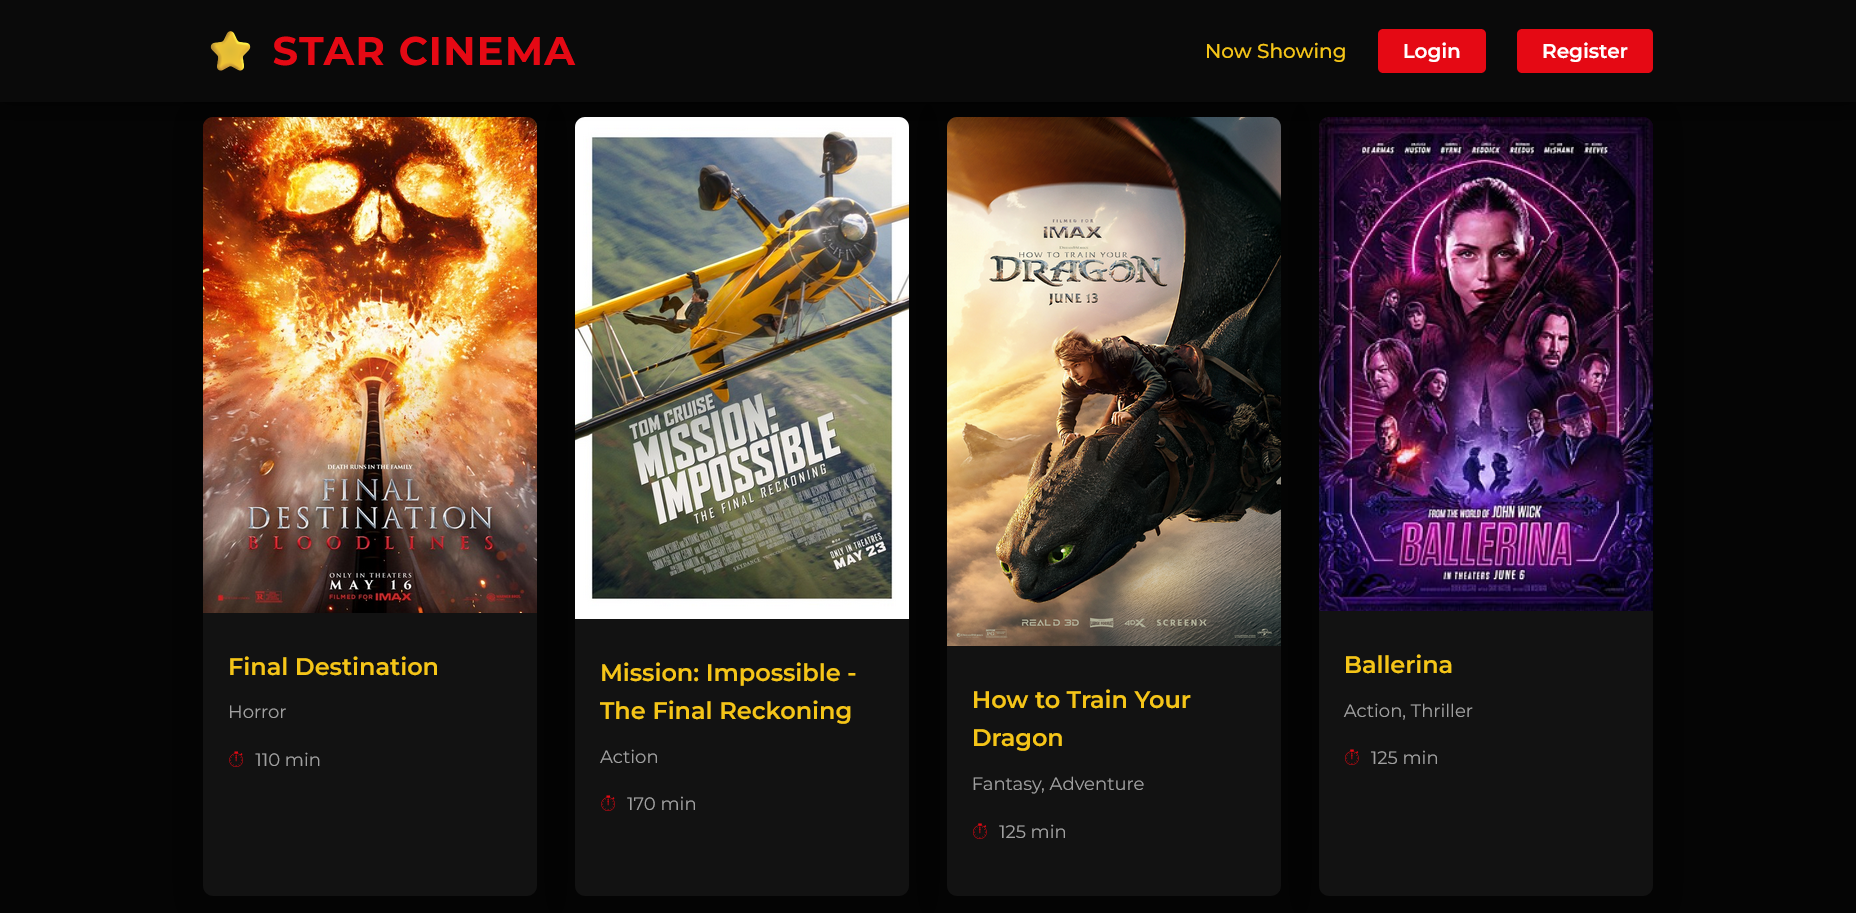 STAR CINEMA
Now Showing
Login
Register
DEATH RUNS IN THE FAMILY
FINAL
DESTINATION
BLOODLINES
ONLY IN THEATERS
MAY 16
FILMED FOR IMAX
Final Destination
Horror
110 min
TOM CRUISE
MISSION:
IMPOSSIBLE
THE FINAL RECKONING
SKYDANCE
ONLY IN THEATRES
MAY 23
Mission: Impossible -
The Final Reckoning
Action
170 min
FILMED FOR
IMAX
HOW TO TRAIN YOUR
DRAGON
JUNE 13
REALD 3D 4DX SCREENX
How to Train Your
Dragon
Fantasy, Adventure
125 min
DE ARMAS HUSTON BYRNE REDDICK REEDUS McSHANE REEVES
FROM THE WORLD OF JOHN WICK
BALLERINA
IN THEATERS JUNE 6
Ballerina
Action, Thriller
125 min